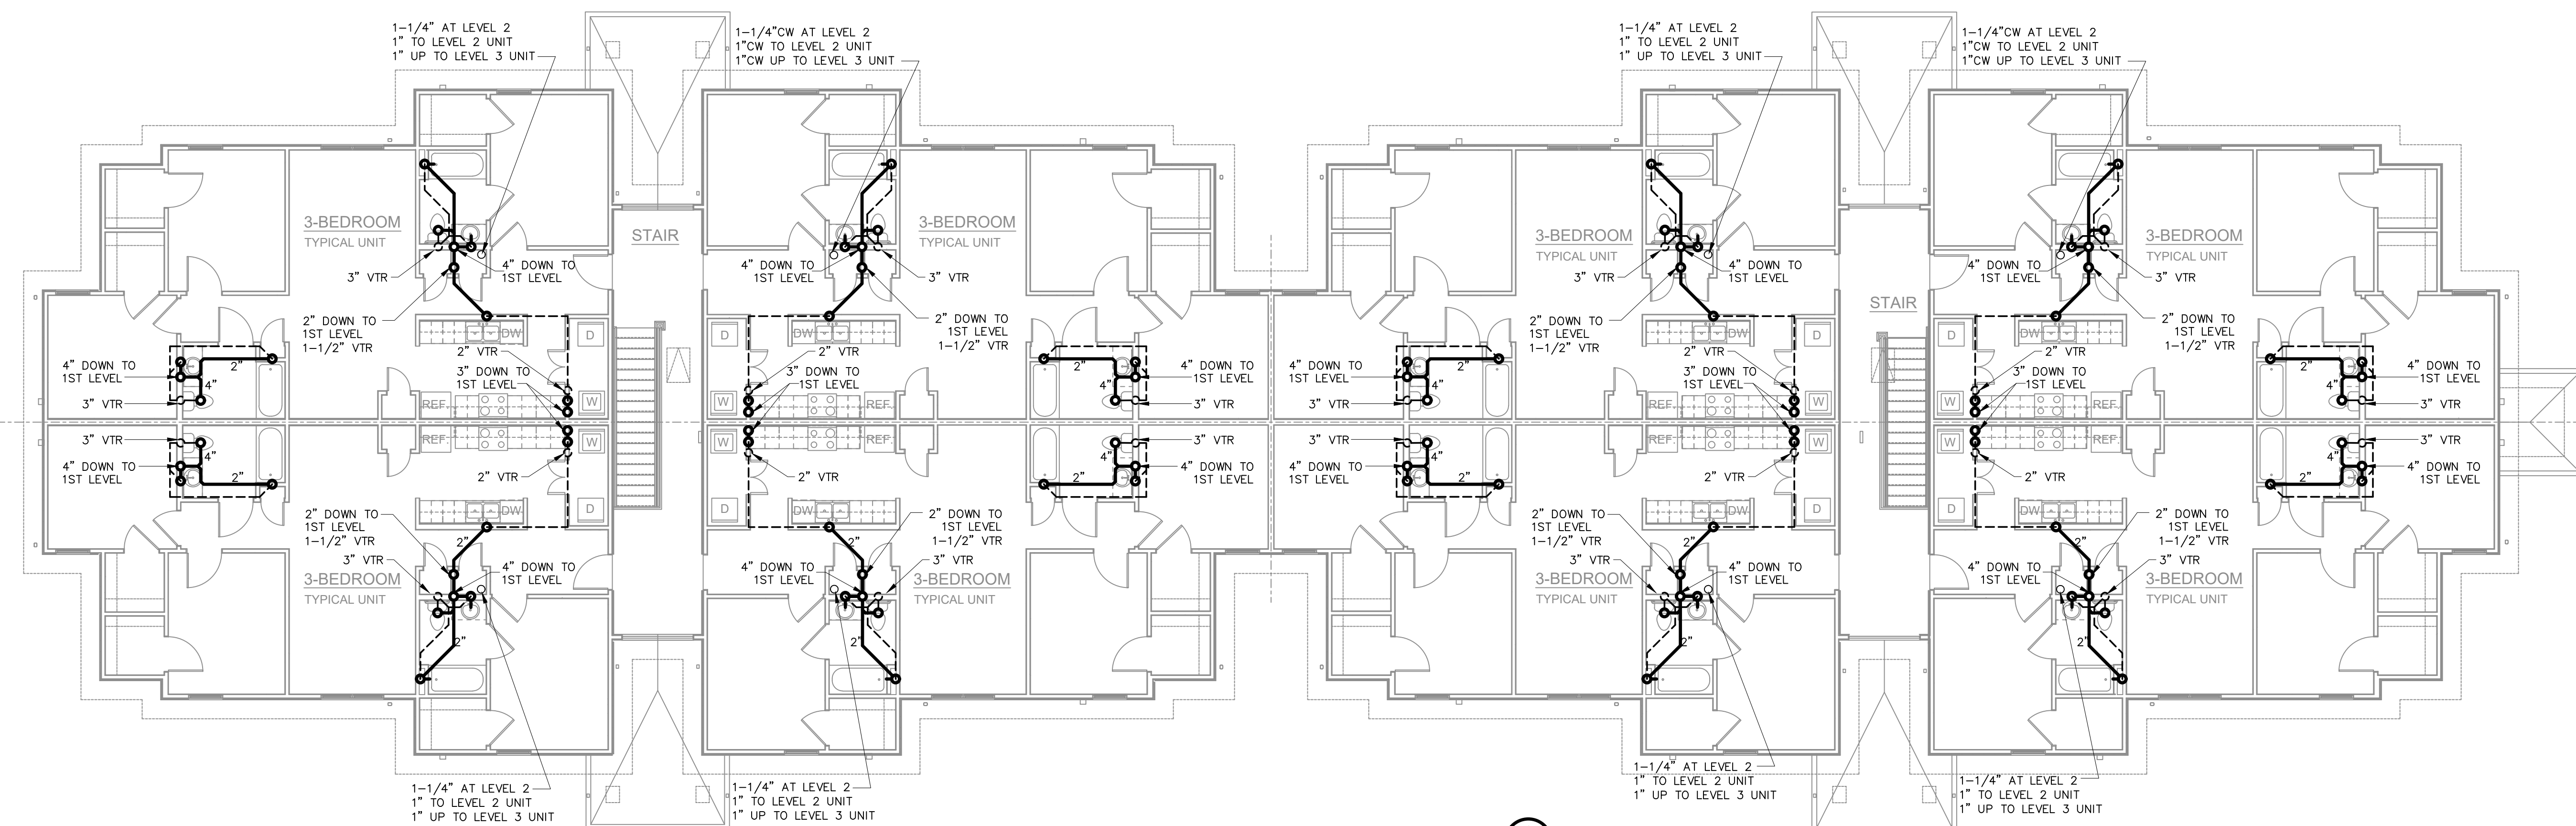 1-1/4" AT LEVEL 2
1" TO LEVEL 2 UNIT
1" UP TO LEVEL 3 UNIT
1-1/4"CW AT LEVEL 2
1"CW TO LEVEL 2 UNIT
1"CW UP TO LEVEL 3 UNIT
1-1/4" AT LEVEL 2
1" TO LEVEL 2 UNIT
1" UP TO LEVEL 3 UNIT
1-1/4"CW AT LEVEL 2
1"CW TO LEVEL 2 UNIT
1"CW UP TO LEVEL 3 UNIT
3-BEDROOM
TYPICAL UNIT
STAIR
3-BEDROOM
TYPICAL UNIT
3-BEDROOM
TYPICAL UNIT
3-BEDROOM
TYPICAL UNIT
3" VTR
4" DOWN TO
1ST LEVEL
4" DOWN TO
1ST LEVEL
3" VTR
3" VTR
4" DOWN TO
1ST LEVEL
STAIR
4" DOWN TO
1ST LEVEL
3" VTR
2" DOWN TO
1ST LEVEL
1-1/2" VTR
DW
D
D
DW
2" DOWN TO
1ST LEVEL
1-1/2" VTR
2" DOWN TO
1ST LEVEL
1-1/2" VTR
DW
D
D
DW
2" DOWN TO
1ST LEVEL
1-1/2" VTR
4" DOWN TO
1ST LEVEL
3" VTR
2"
4"
2" VTR
3" DOWN TO
1ST LEVEL
REF.
W
W
2" VTR
3" DOWN TO
1ST LEVEL
REF.
2"
4"
4" DOWN TO
1ST LEVEL
3" VTR
4" DOWN TO
1ST LEVEL
3" VTR
2"
4"
2" VTR
3" DOWN TO
1ST LEVEL
REF.
W
W
2" VTR
3" DOWN TO
1ST LEVEL
REF.
2"
4"
4" DOWN TO
1ST LEVEL
3" VTR
3" VTR
4" DOWN TO
1ST LEVEL
4"
2"
REF.
2" VTR
W
W
2" VTR
REF.
4"
2"
3" VTR
4" DOWN TO
1ST LEVEL
3" VTR
4" DOWN TO
1ST LEVEL
4"
2"
REF.
2" VTR
W
W
2" VTR
REF.
4"
2"
3" VTR
4" DOWN TO
1ST LEVEL
2" DOWN TO
1ST LEVEL
1-1/2" VTR
DW
D
D
DW
2" DOWN TO
1ST LEVEL
1-1/2" VTR
2" DOWN TO
1ST LEVEL
1-1/2" VTR
DW
D
D
DW
2" DOWN TO
1ST LEVEL
1-1/2" VTR
3" VTR
2"
4" DOWN TO
1ST LEVEL
4" DOWN TO
1ST LEVEL
3" VTR
3" VTR
2"
4" DOWN TO
1ST LEVEL
4" DOWN TO
1ST LEVEL
2"
3" VTR
3-BEDROOM
TYPICAL UNIT
3-BEDROOM
TYPICAL UNIT
3-BEDROOM
TYPICAL UNIT
3-BEDROOM
TYPICAL UNIT
2"
2"
2"
2"
1-1/4" AT LEVEL 2
1" TO LEVEL 2 UNIT
1" UP TO LEVEL 3 UNIT
1-1/4" AT LEVEL 2
1" TO LEVEL 2 UNIT
1" UP TO LEVEL 3 UNIT
1-1/4" AT LEVEL 2
1" TO LEVEL 2 UNIT
1" UP TO LEVEL 3 UNIT
1-1/4" AT LEVEL 2
1" TO LEVEL 2 UNIT
1" UP TO LEVEL 3 UNIT